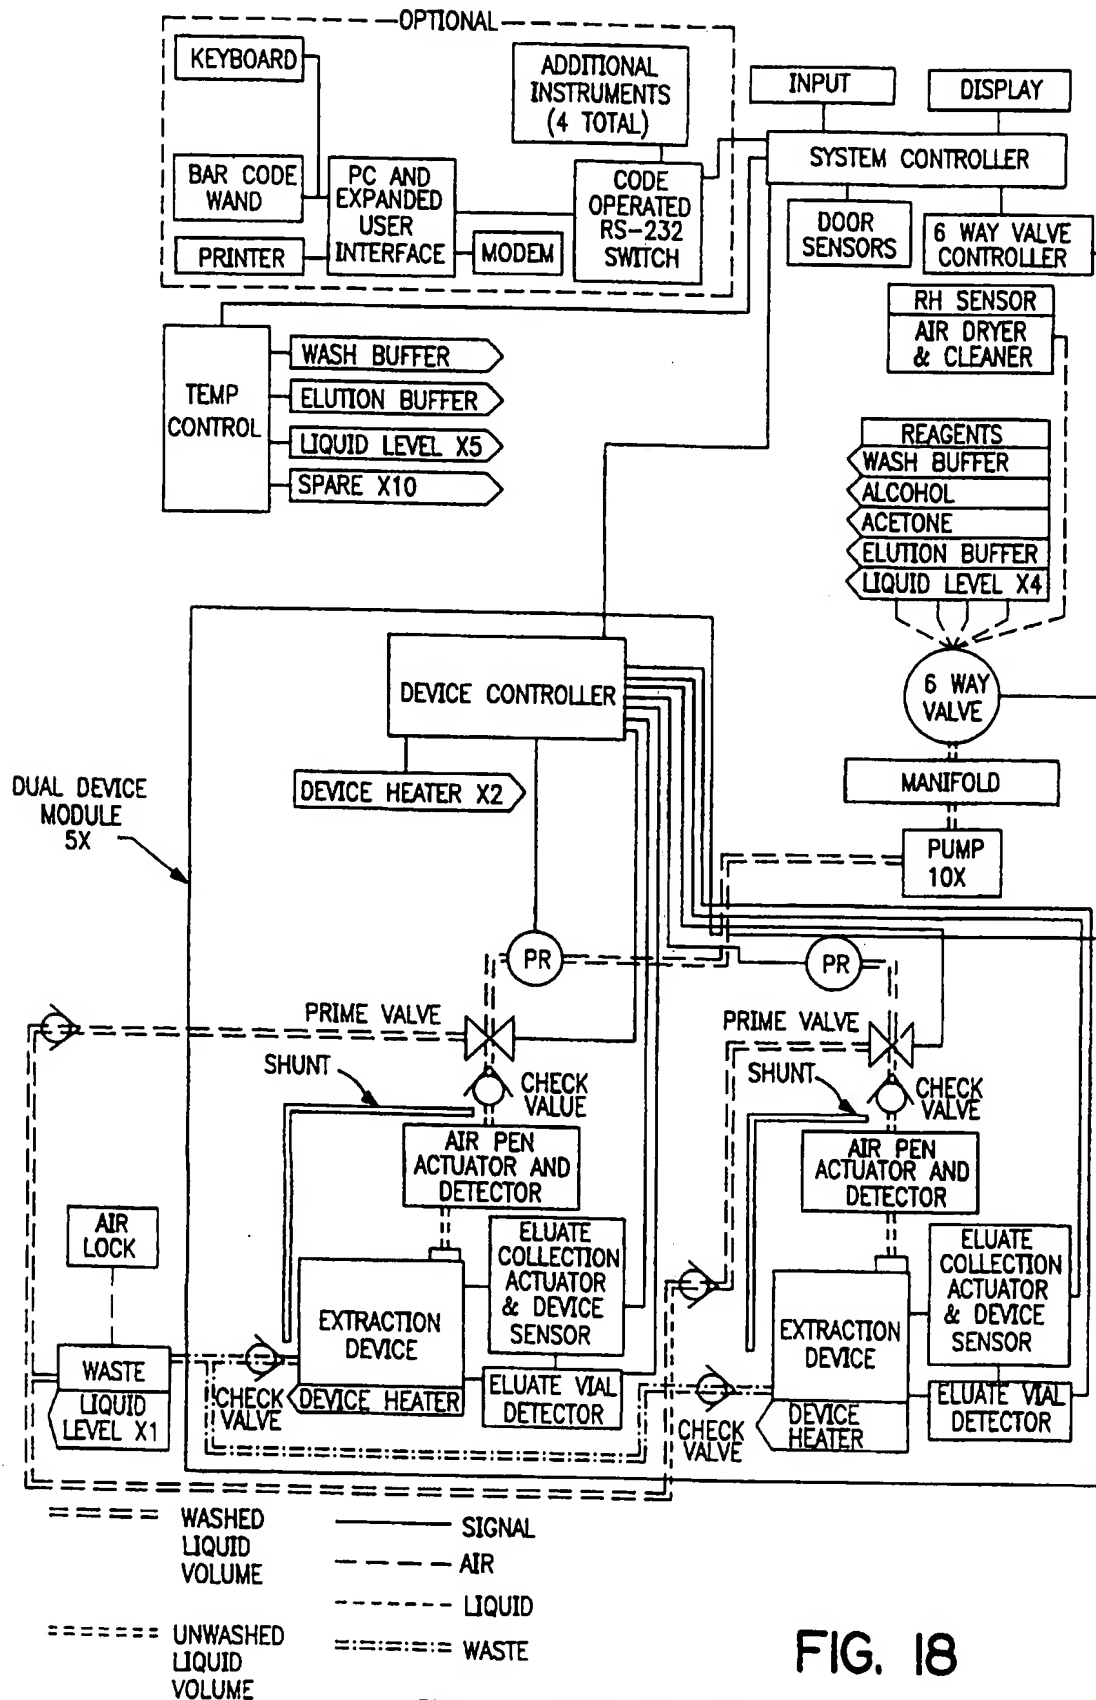 OPTIONAL
KEYBOARD
BAR CODE
WAND
PRINTER
PC AND
EXPANDED
USER
INTERFACE
MODEM
ADDITIONAL
INSTRUMENTS
(4 TOTAL)
CODE
OPERATED
RS-232
SWITCH
INPUT
DISPLAY
SYSTEM CONTROLLER
DOOR
SENSORS
6 WAY VALVE
CONTROLLER
RH SENSOR
AIR DRYER
& CLEANER
TEMP
CONTROL
WASH BUFFER
ELUTION BUFFER
LIQUID LEVEL X5
SPARE X10
REAGENTS
WASH BUFFER
ALCOHOL
ACETONE
ELUTION BUFFER
LIQUID LEVEL X4
6 WAY
VALVE
MANIFOLD
PUMP
10X
DEVICE CONTROLLER
DEVICE HEATER X2
DUAL DEVICE
MODULE
5X
PR
PR
PRIME VALVE
SHUNT
CHECK
VALUE
AIR PEN
ACTUATOR AND
DETECTOR
PRIME VALVE
SHUNT
CHECK
VALVE
AIR PEN
ACTUATOR AND
DETECTOR
AIR
LOCK
WASTE
LIQUID
LEVEL X1
CHECK
VALVE
EXTRACTION
DEVICE
DEVICE HEATER
ELUATE
COLLECTION
ACTUATOR
& DEVICE
SENSOR
ELUATE VIAL
DETECTOR
CHECK
VALVE
EXTRACTION
DEVICE
DEVICE
HEATER
ELUATE
COLLECTION
ACTUATOR
& DEVICE
SENSOR
ELUATE VIAL
DETECTOR
WASHED
LIQUID
VOLUME
UNWASHED
LIQUID
VOLUME
SIGNAL
AIR
LIQUID
WASTE
FIG. 18